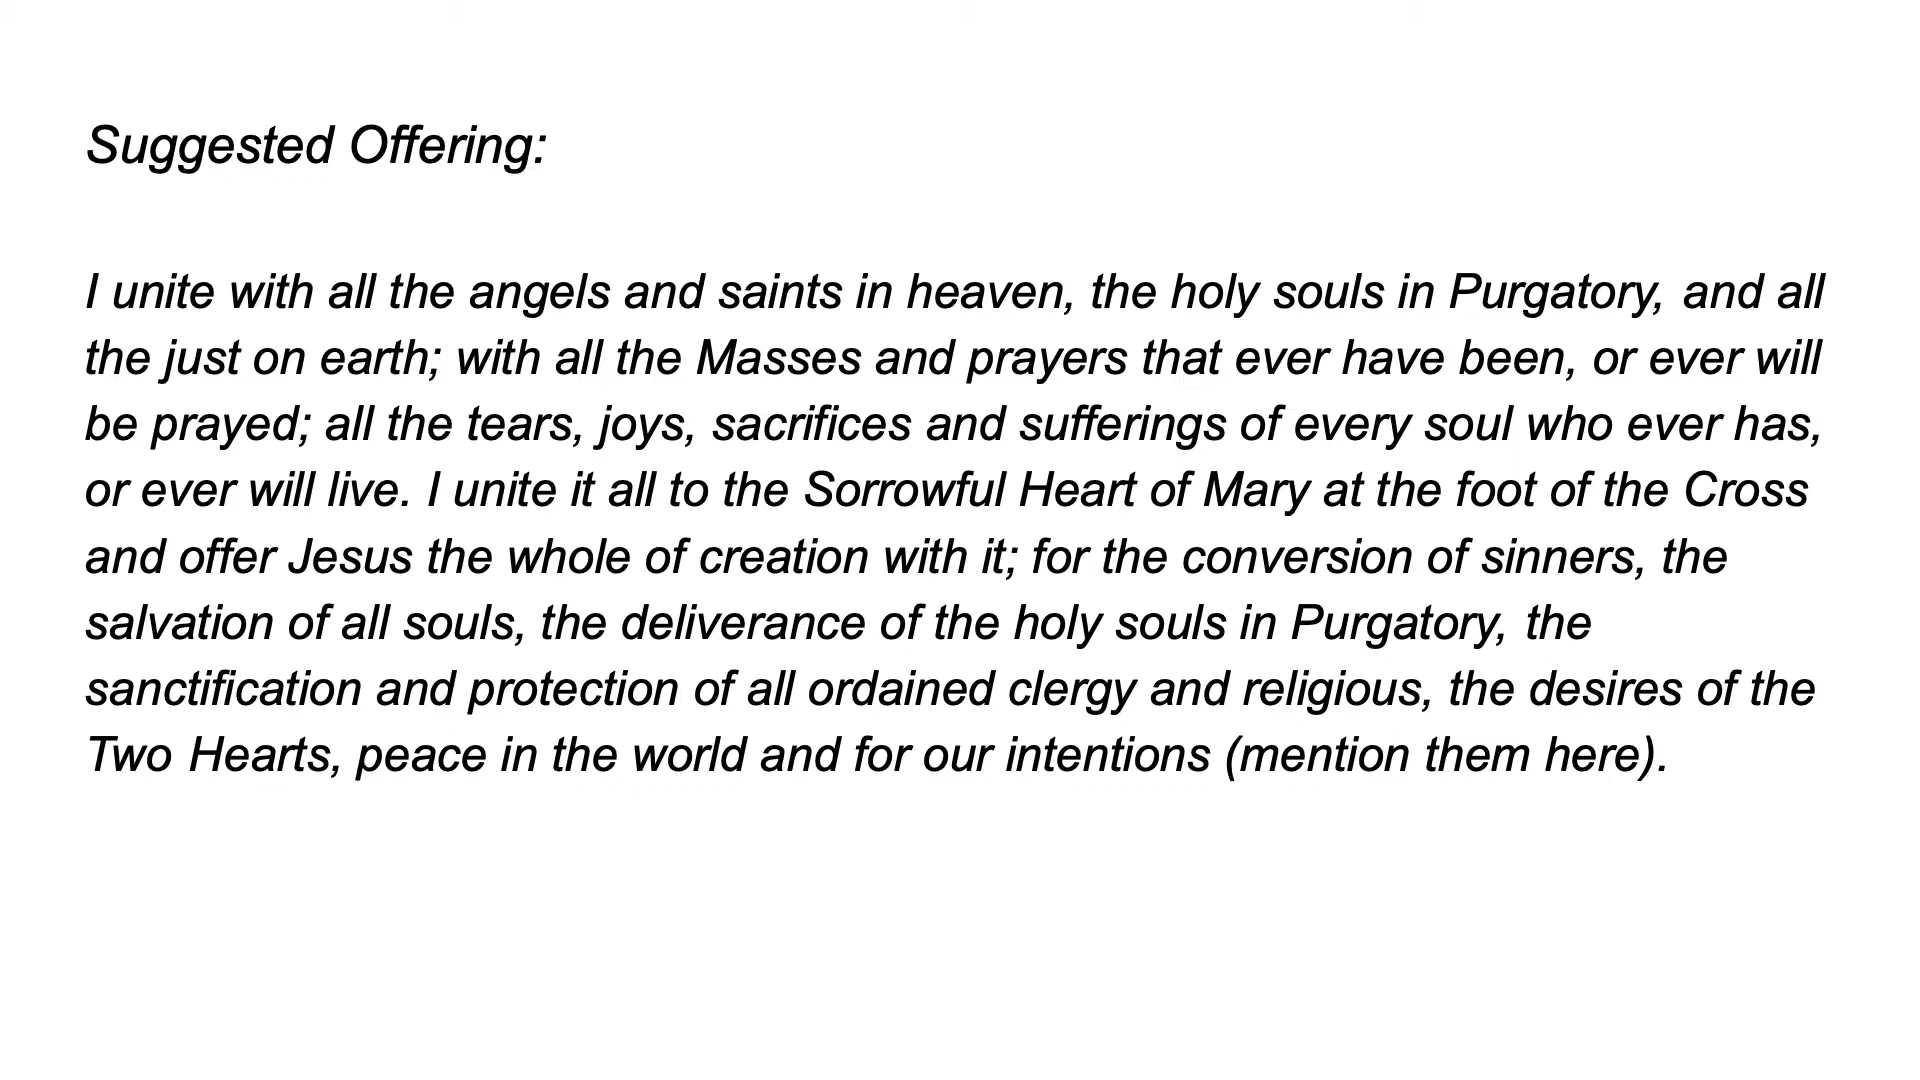 Suggested Offering:
I unite with all the angels and saints in heaven, the holy souls in Purgatory, and all
the just on earth; with all the Masses and prayers that ever have been, or ever will
be prayed; all the tears, joys, sacrifices and sufferings of every soul who ever has,
or ever will live. I unite it all to the Sorrowful Heart of Mary at the foot of the Cross
and offer Jesus the whole of creation with it; for the conversion of sinners, the
salvation of all souls, the deliverance of the holy souls in Purgatory, the
sanctification and protection of all ordained clergy and religious, the desires of the
Two Hearts, peace in the world and for our intentions (mention them here).